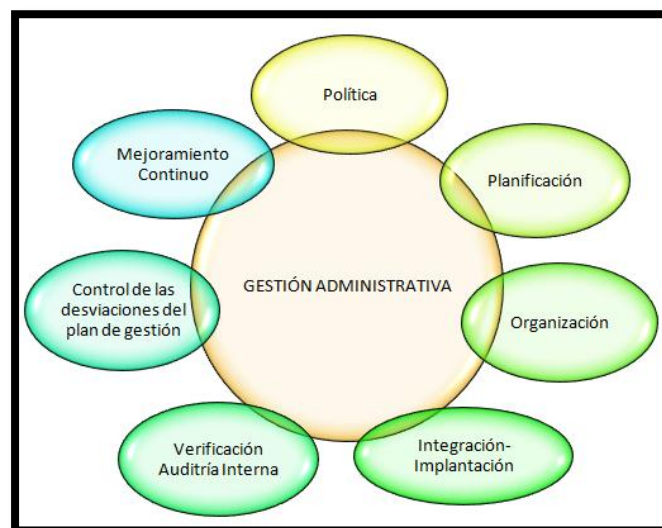 Política
Planificación
Organización
Integración-
Implantación
Verificación
Auditría Interna
Control de las
desviaciones del
plan de gestión
Mejoramiento
Continuo
GESTIÓN ADMINISTRATIVA